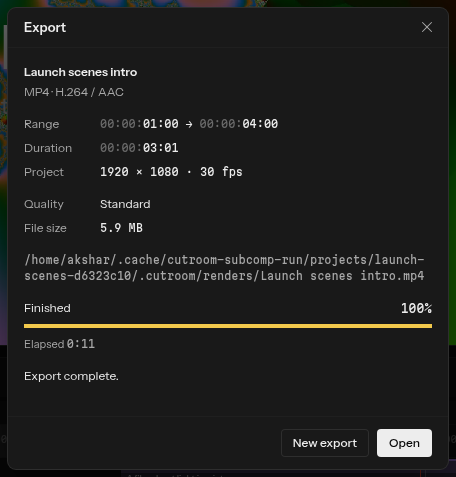 Export
Launch scenes intro
MP4 · H.264 / AAC
Range 00:00:01:00 → 00:00:04:00
Duration 00:00:03:01
Project 1920 × 1080 · 30 fps
Quality Standard
File size 5.9 MB
/home/akshar/.cache/cutroom-subcomp-run/projects/launch-
scenes-d6323c10/.cutroom/renders/Launch scenes intro.mp4
Finished 100%
Elapsed 0:11
Export complete.
New export Open